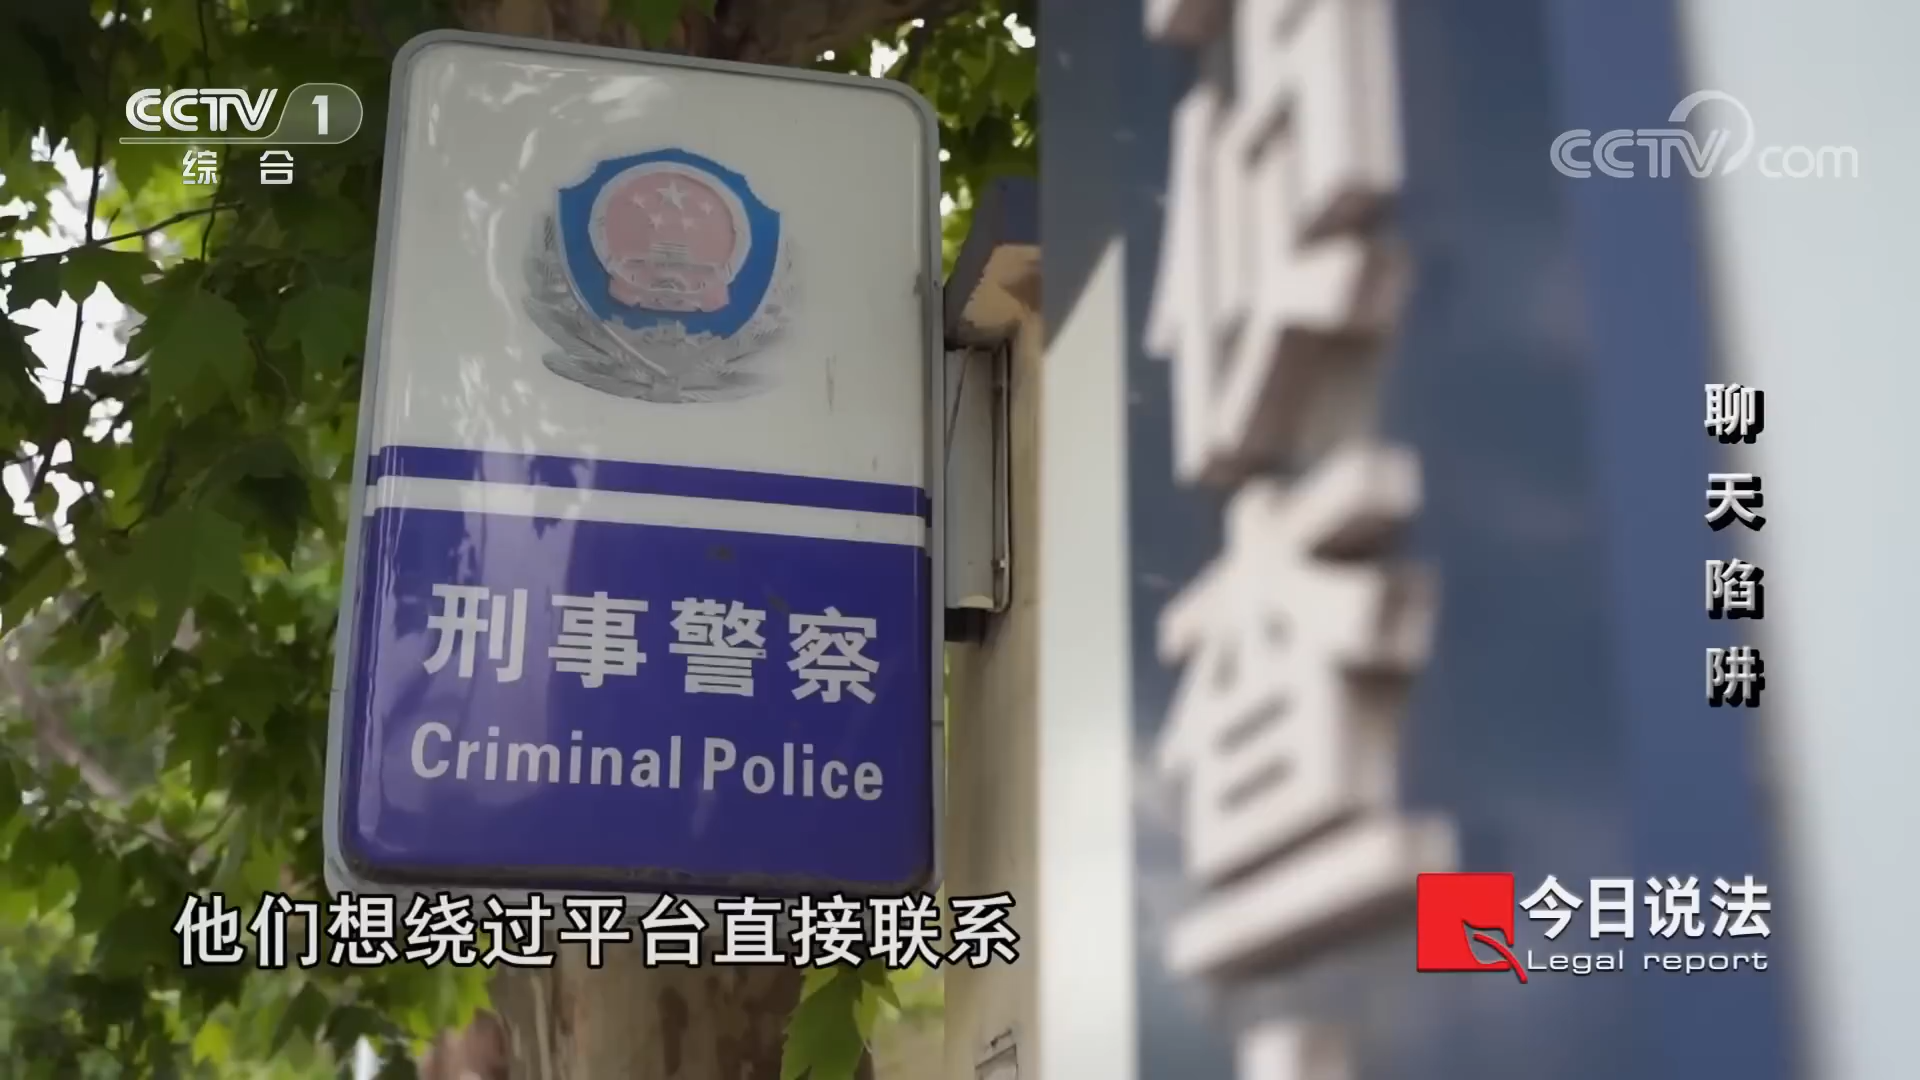 CCTV 1
综合
CCTV.com
刑事警察
Criminal Police
聊天陷阱
他们想绕过平台直接联系
今日说法
Legal report